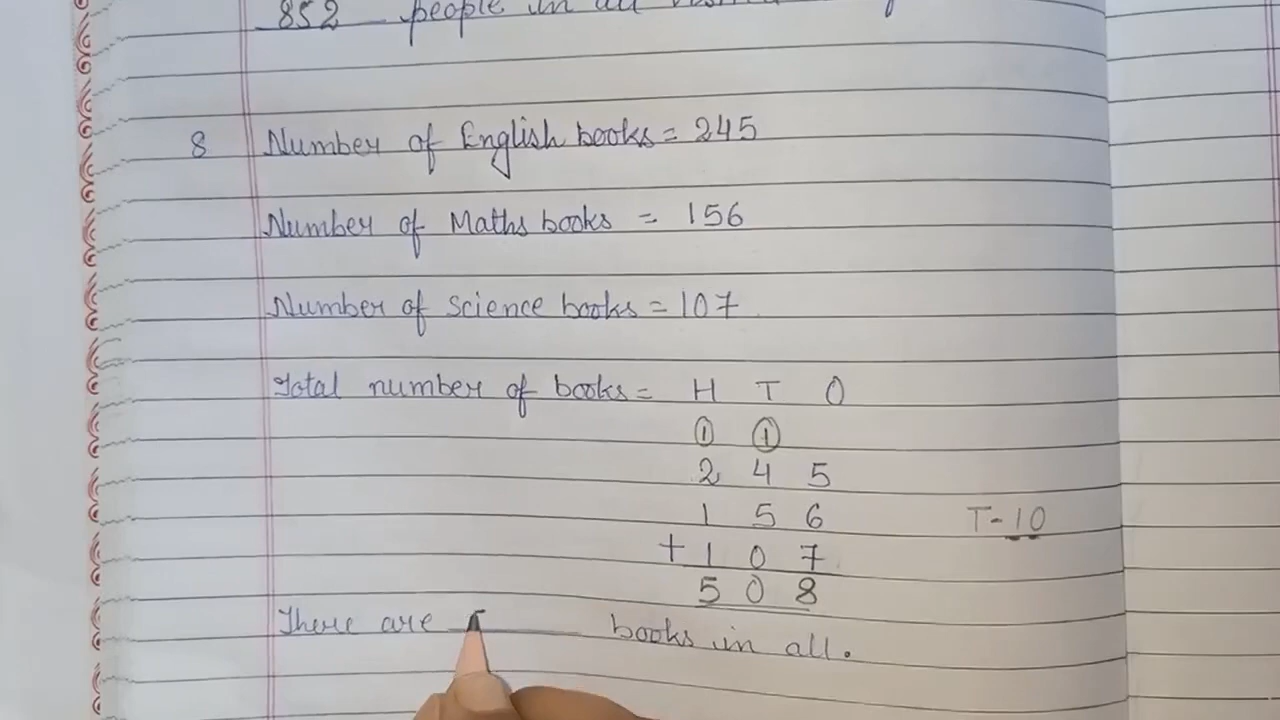 852 people in all
8 Number of English books = 245
Number of Maths books = 156
Number of Science books = 107
Total number of books = H T O
1 1
2 4 5
1 5 6 T-10
+ 1 0 7
5 0 8
There are books in all.